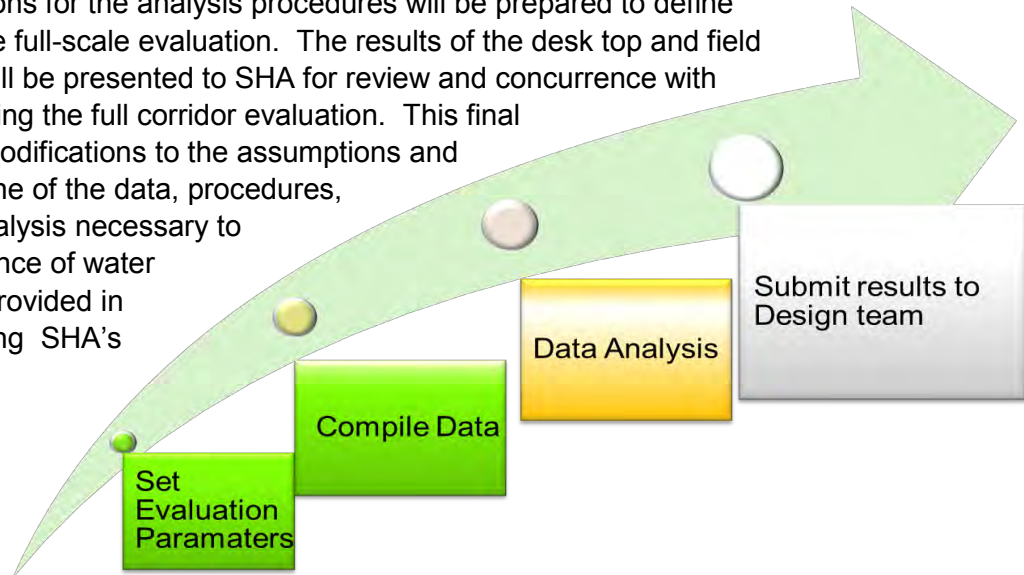 ons for the analysis procedures will be prepared to define
e full-scale evaluation. The results of the desk top and field
ll be presented to SHA for review and concurrence with
ing the full corridor evaluation. This final
odifications to the assumptions and
ne of the data, procedures,
alysis necessary to
nce of water
rovided in
ng SHA's
Submit results to
Design team
Data Analysis
Compile Data
Set
Evaluation
Paramaters